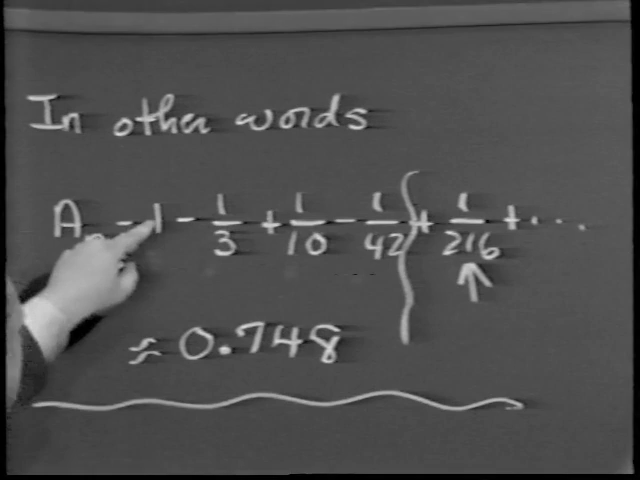 In other words
A - 1 - 1/3 + 1/10 - 1/42 + 1/216 + ...
≈ 0.748